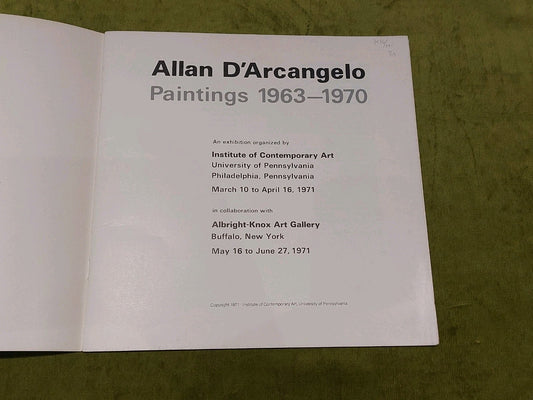 Allan D'Arcangelo
Paintings 1963–1970
An exhibition organized by
Institute of Contemporary Art
University of Pennsylvania
Philadelphia, Pennsylvania
March 10 to April 16, 1971
in collaboration with
Albright-Knox Art Gallery
Buffalo, New York
May 16 to June 27, 1971
Copyright 1971 Institute of Contemporary Art, University of Pennsylvania